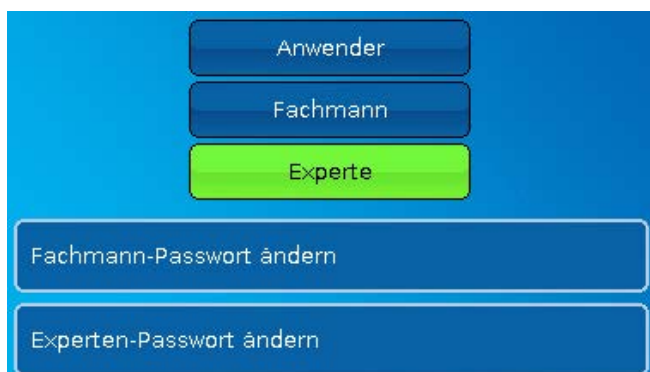 Anwender
Fachmann
Experte
Fachmann-Passwort ändern
Experten-Passwort ändern